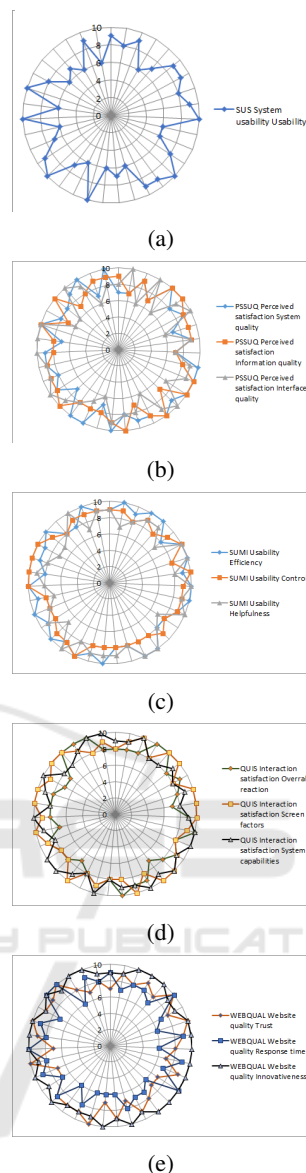 10
8
6
4
2
0
SUS System
usability Usability
(a)
10
8
6
4
2
0
PSSUQ Perceived
satisfaction System
quality
PSSUQ Perceived
satisfaction
Information quality
PSSUQ Perceived
satisfaction Interface
quality
(b)
10
8
6
4
2
0
SUMI Usability
Efficiency
SUMI Usability Control
SUMI Usability
Helpfulness
(c)
10
8
6
4
2
0
QUIS Interaction
satisfaction Overral
reaction
QUIS Interaction
satisfaction Screen
factors
QUIS Interaction
satisfaction System
capabilities
(d)
PUBLICAT
10
8
6
4
2
0
WEBQUAL Website
quality Trust
WEBQUAL Website
quality Response time
WEBQUAL Website
quality Innovativeness
(e)